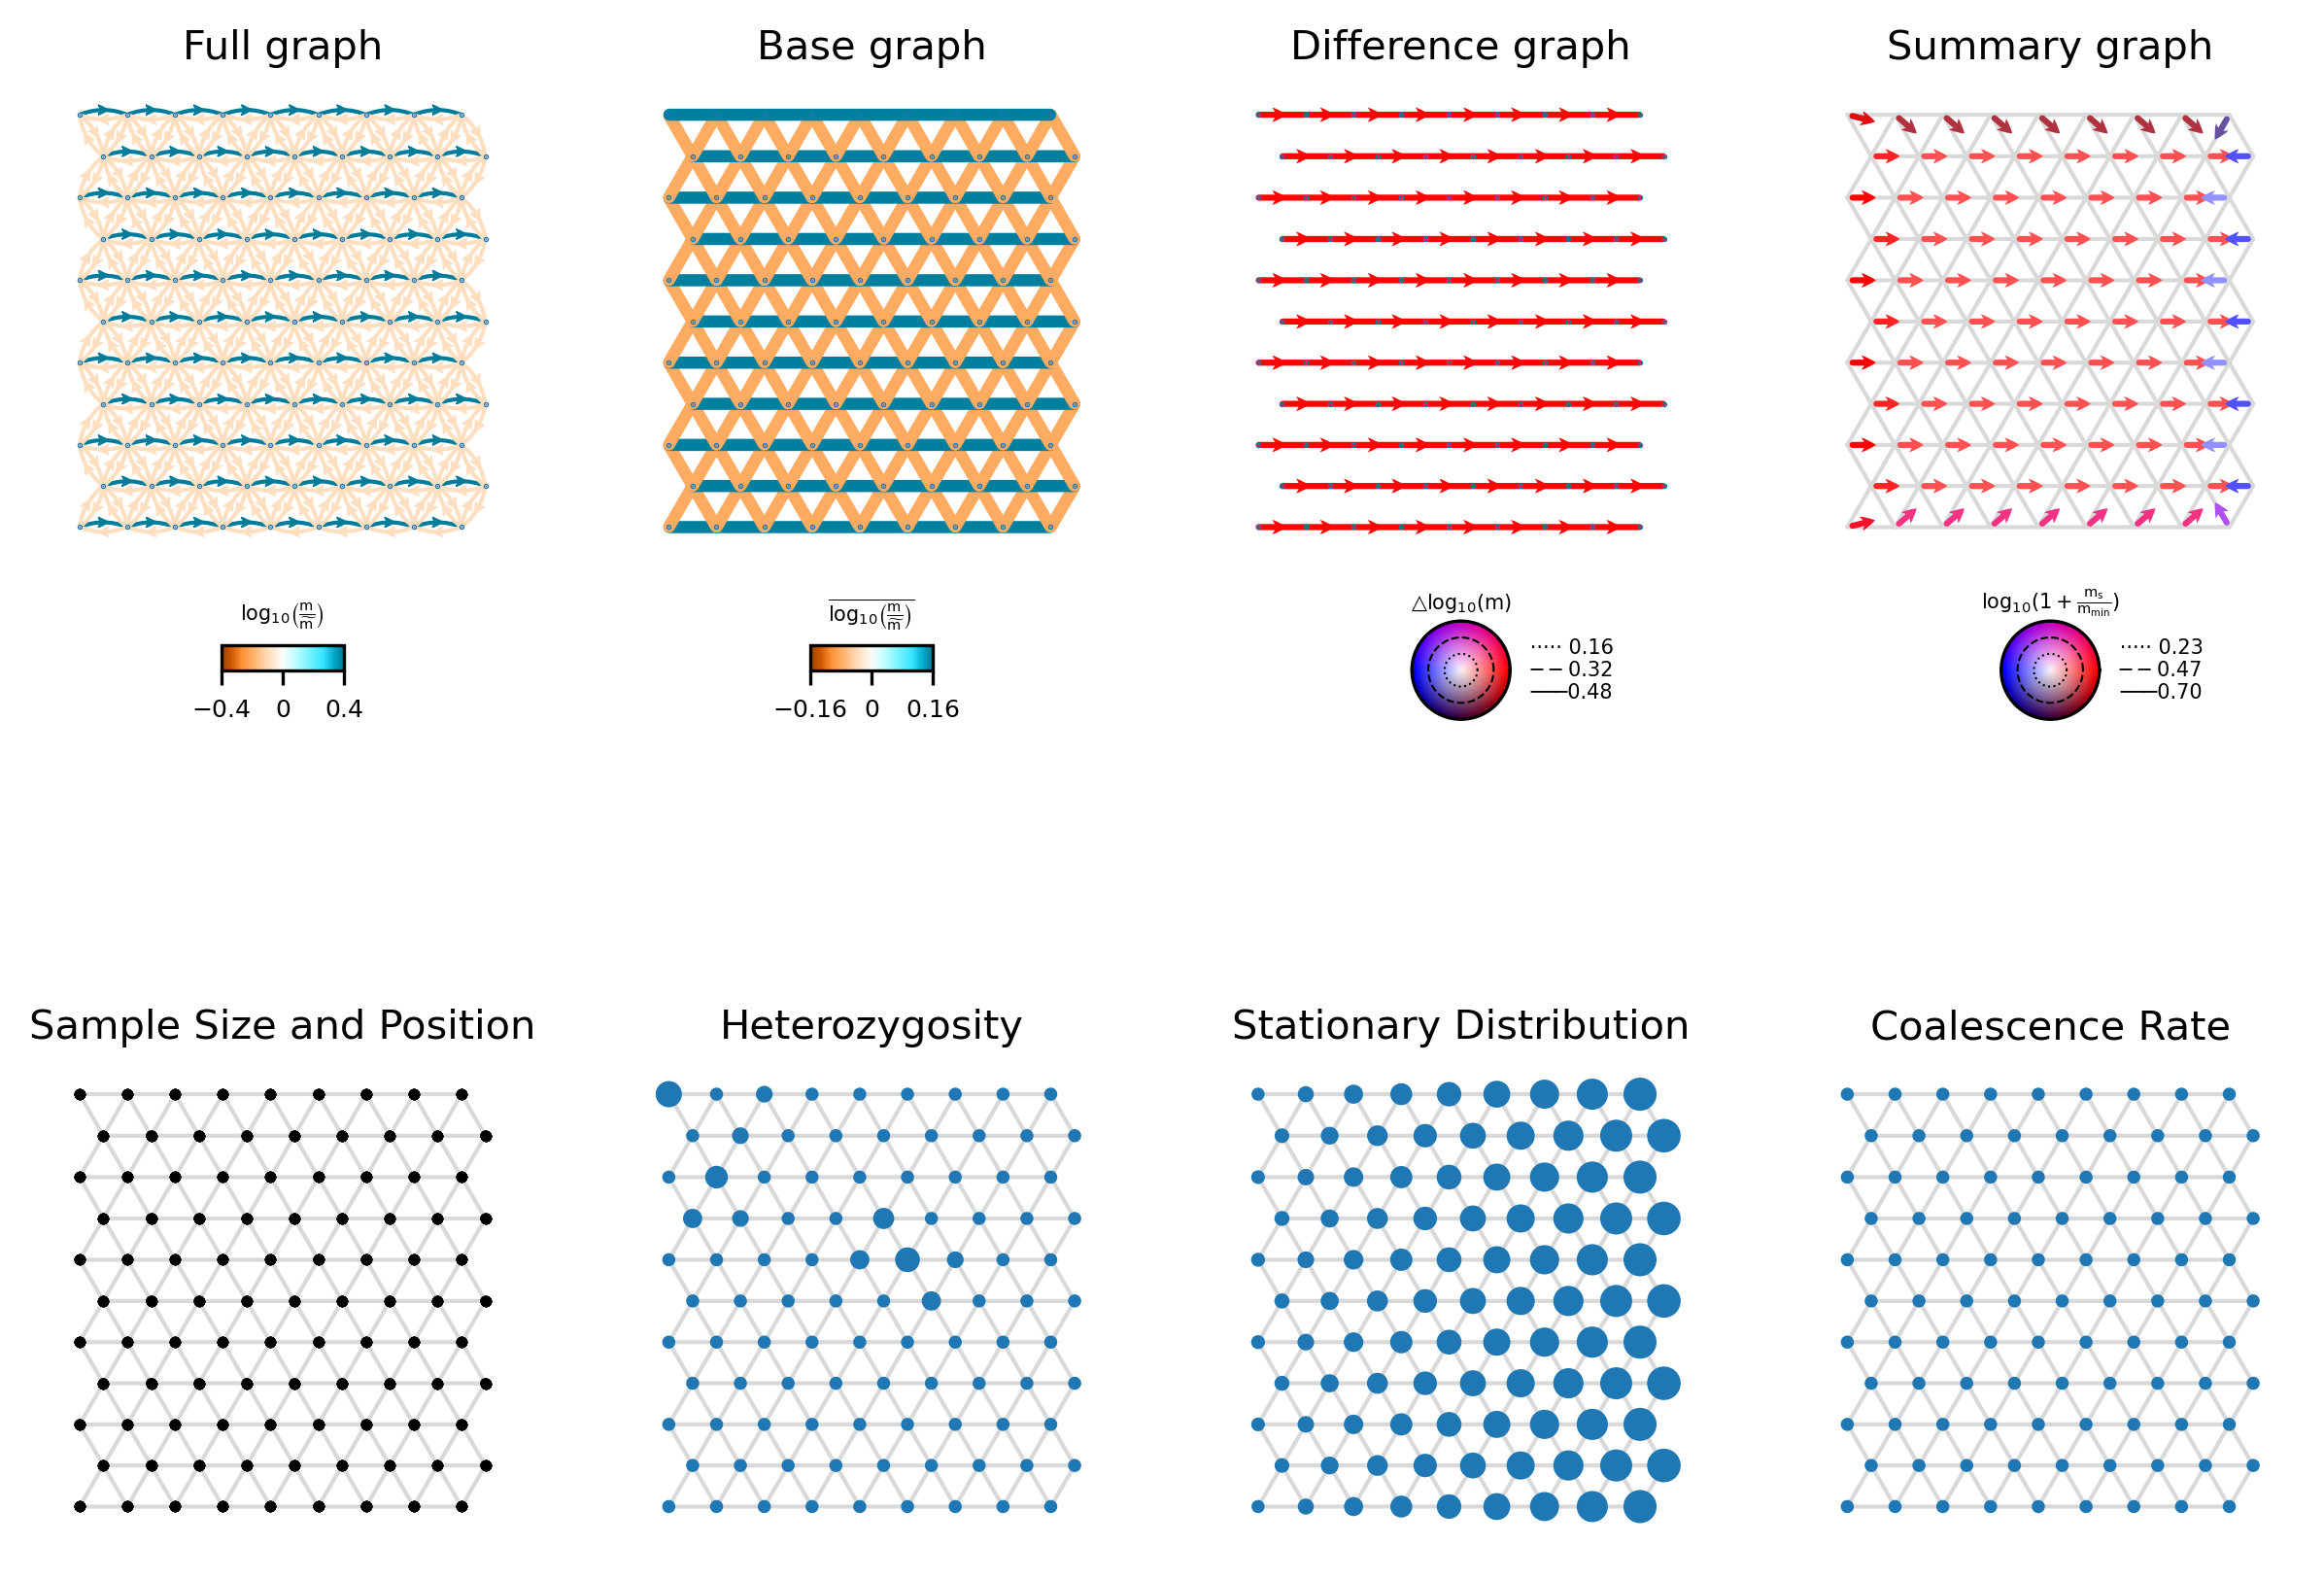 Full graph
Base graph
Difference graph
Summary graph
log₁₀(m/m̃)
−0.4 0 0.4
log₁₀(m/m̃)
−0.16 0 0.16
△log₁₀(m)
0.16
0.32
0.48
log₁₀(1 + mₛ/m_min)
0.23
0.47
0.70
Sample Size and Position
Heterozygosity
Stationary Distribution
Coalescence Rate